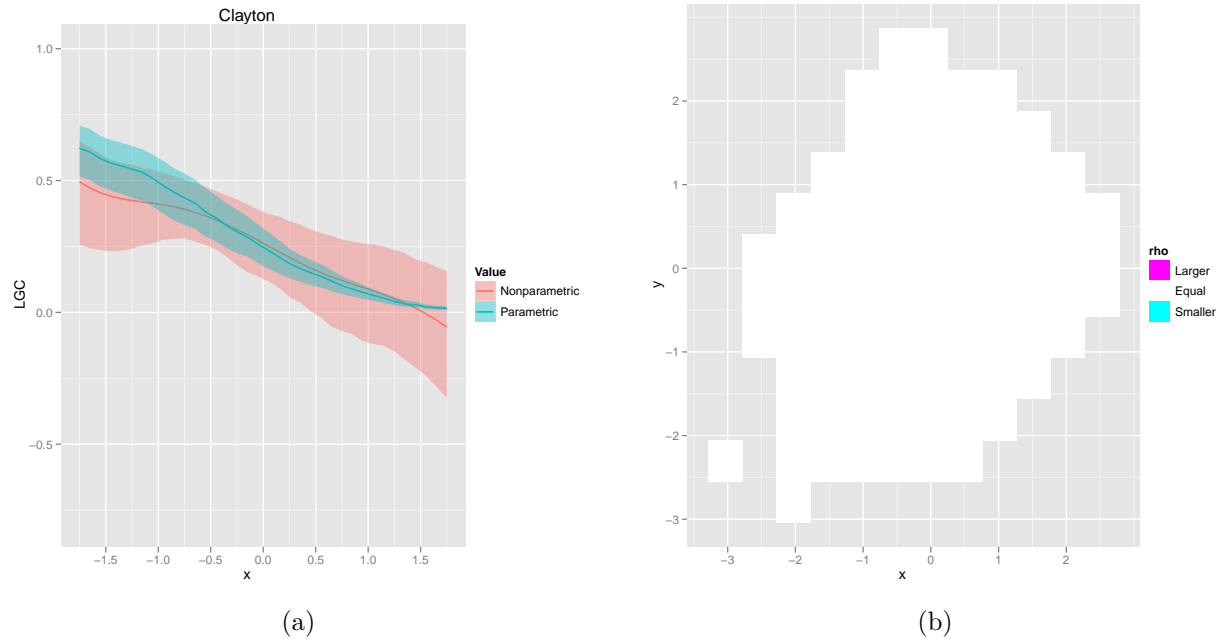 Clayton
1.0
0.5
0.0
−0.5
LGC
−1.5 −1.0 −0.5 0.0 0.5 1.0 1.5
x
Value
Nonparametric
Parametric
(a)
2
1
0
−1
−2
−3
y
−3 −2 −1 0 1 2
x
rho
Larger
Equal
Smaller
(b)